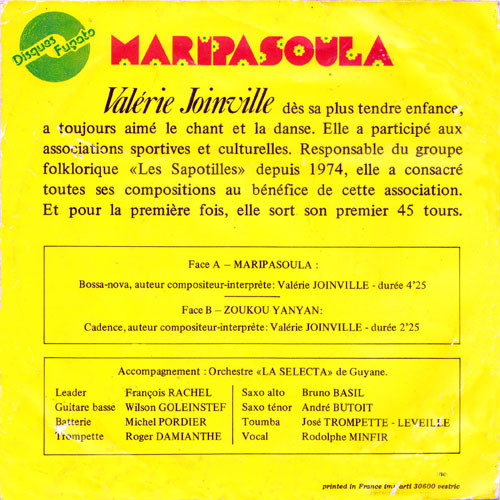 Disques Fugato
MARIPASOULA
Valérie Joinville dès sa plus tendre enfance,
a toujours aimé le chant et la danse. Elle a participé aux
associations sportives et culturelles. Responsable du groupe
folklorique «Les Sapotilles» depuis 1974, elle a consacré
toutes ses compositions au bénéfice de cette association.
Et pour la première fois, elle sort son premier 45 tours.
Face A – MARIPASOULA :
Bossa-nova, auteur compositeur-interprète: Valérie JOINVILLE - durée 4'25
Face B – ZOUKOU YANYAN:
Cadence, auteur compositeur-interprète: Valérie JOINVILLE - durée 2'25
Accompagnement : Orchestre «LA SELECTA» de Guyane.
Leader François RACHEL Saxo alto Bruno BASIL
Guitare basse Wilson GOLEINSTEF Saxo ténor André BUTOIT
Batterie Michel PORDIER Toumba José TROMPETTE - LEVEILLE
Trompette Roger DAMIANTHE Vocal Rodolphe MINFIR
printed in France 30600 vestric